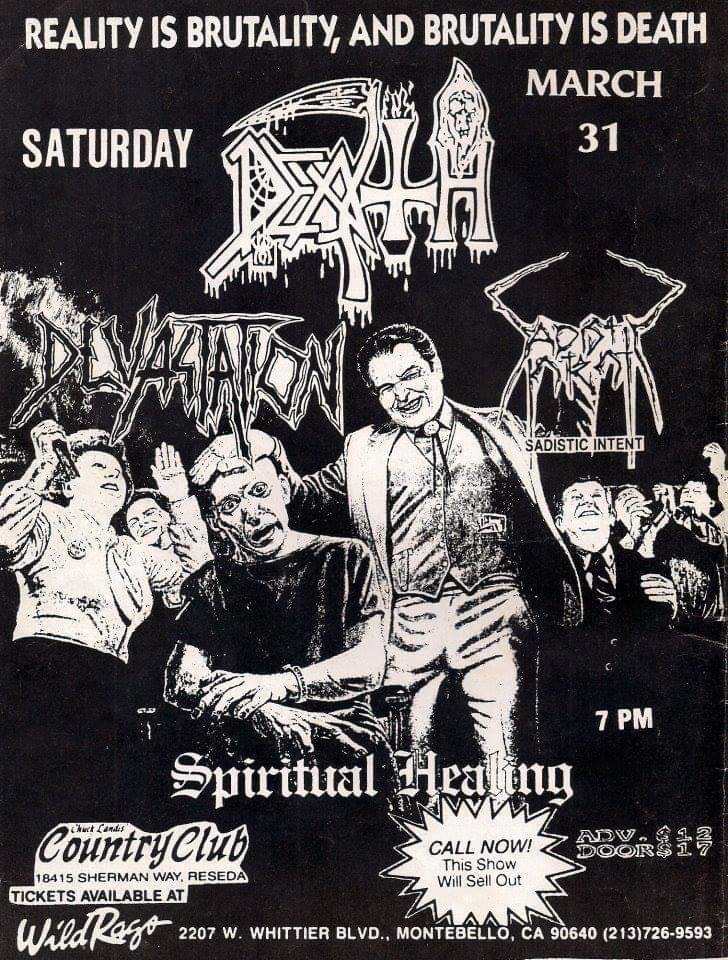 REALITY IS BRUTALITY, AND BRUTALITY IS DEATH
MARCH
31
SATURDAY
DEATH
DEVASTATION
SADISTIC INTENT
7 PM
Spiritual Healing
Chuck Landis
Country Club
18415 SHERMAN WAY, RESEDA
TICKETS AVAILABLE AT
Wild Rags
CALL NOW!
This Show
Will Sell Out
ADV. $12
DOOR $17
2207 W. WHITTIER BLVD., MONTEBELLO, CA 90640 (213)726-9593